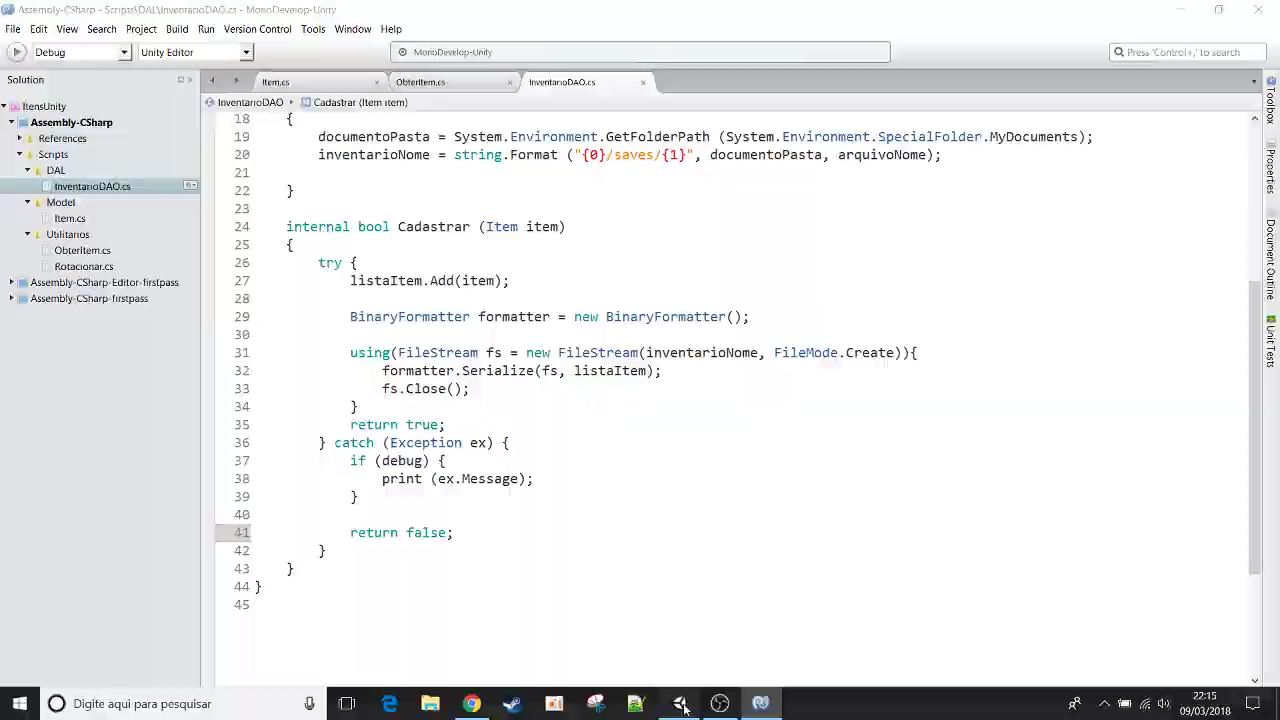 Assembly-CSharp - Scripts\DAL\InventarioDAO.cs - MonoDevelop-Unity
File Edit View Search Project Build Run Version Control Tools Window Help
Debug Unity Editor MonoDevelop-Unity Press 'Control+,' to search
Solution
Item.cs ObterItem.cs InventarioDAO.cs
InventarioDAO Cadastrar (Item item)
ItensUnity
Assembly-CSharp
References
Scripts
DAL
InventarioDAO.cs
Model
Item.cs
Utilitarios
ObterItem.cs
Rotacionar.cs
Assembly-CSharp-Editor-firstpass
Assembly-CSharp-firstpass
18 {
19 documentoPasta = System.Environment.GetFolderPath (System.Environment.SpecialFolder.MyDocuments);
20 inventarioNome = string.Format ("{0}/saves/{1}", documentoPasta, arquivoNome);
21
22 }
23
24 internal bool Cadastrar (Item item)
25 {
26 try {
27 listaItem.Add(item);
28
29 BinaryFormatter formatter = new BinaryFormatter();
30
31 using(FileStream fs = new FileStream(inventarioNome, FileMode.Create)){
32 formatter.Serialize(fs, listaItem);
33 fs.Close();
34 }
35 return true;
36 } catch (Exception ex) {
37 if (debug) {
38 print (ex.Message);
39 }
40
41 return false;
42 }
43 }
44 }
45
Toolbox
Properties
Document Outline
Unit Tests
Digite aqui para pesquisar
22:15
09/03/2018